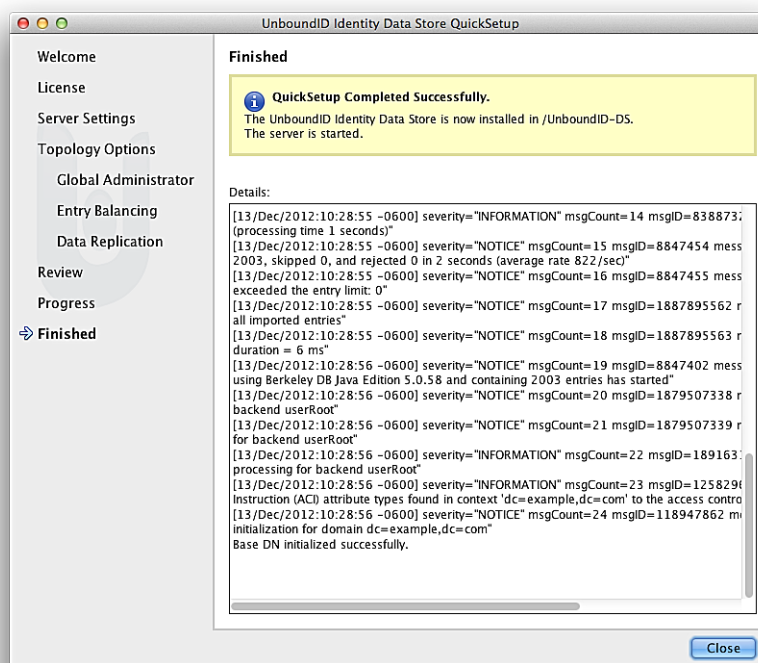 UnboundID Identity Data Store QuickSetup
Welcome
License
Server Settings
Topology Options
Global Administrator
Entry Balancing
Data Replication
Review
Progress
Finished
Finished
QuickSetup Completed Successfully.
The UnboundID Identity Data Store is now installed in /UnboundID-DS.
The server is started.
Details:
[13/Dec/2012:10:28:55 -0600] severity="INFORMATION" msgCount=14 msgID=8388732
(processing time 1 seconds)"
[13/Dec/2012:10:28:55 -0600] severity="NOTICE" msgCount=15 msgID=8847454 mess
2003, skipped 0, and rejected 0 in 2 seconds (average rate 822/sec)"
[13/Dec/2012:10:28:55 -0600] severity="NOTICE" msgCount=16 msgID=8847455 mess
exceeded the entry limit: 0"
[13/Dec/2012:10:28:55 -0600] severity="NOTICE" msgCount=17 msgID=1887895562
all imported entries"
[13/Dec/2012:10:28:55 -0600] severity="NOTICE" msgCount=18 msgID=1887895563
duration = 6 ms"
[13/Dec/2012:10:28:56 -0600] severity="NOTICE" msgCount=19 msgID=8847402 mess
using Berkeley DB Java Edition 5.0.58 and containing 2003 entries has started"
[13/Dec/2012:10:28:56 -0600] severity="NOTICE" msgCount=20 msgID=1879507338
backend userRoot"
[13/Dec/2012:10:28:56 -0600] severity="NOTICE" msgCount=21 msgID=1879507339
for backend userRoot"
[13/Dec/2012:10:28:56 -0600] severity="INFORMATION" msgCount=22 msgID=189163
processing for backend userRoot"
[13/Dec/2012:10:28:56 -0600] severity="INFORMATION" msgCount=23 msgID=1258296
Instruction (ACI) attribute types found in context 'dc=example,dc=com' to the access contro
[13/Dec/2012:10:28:56 -0600] severity="NOTICE" msgCount=24 msgID=118947862
initialization for domain dc=example,dc=com"
Base DN initialized successfully.
Close